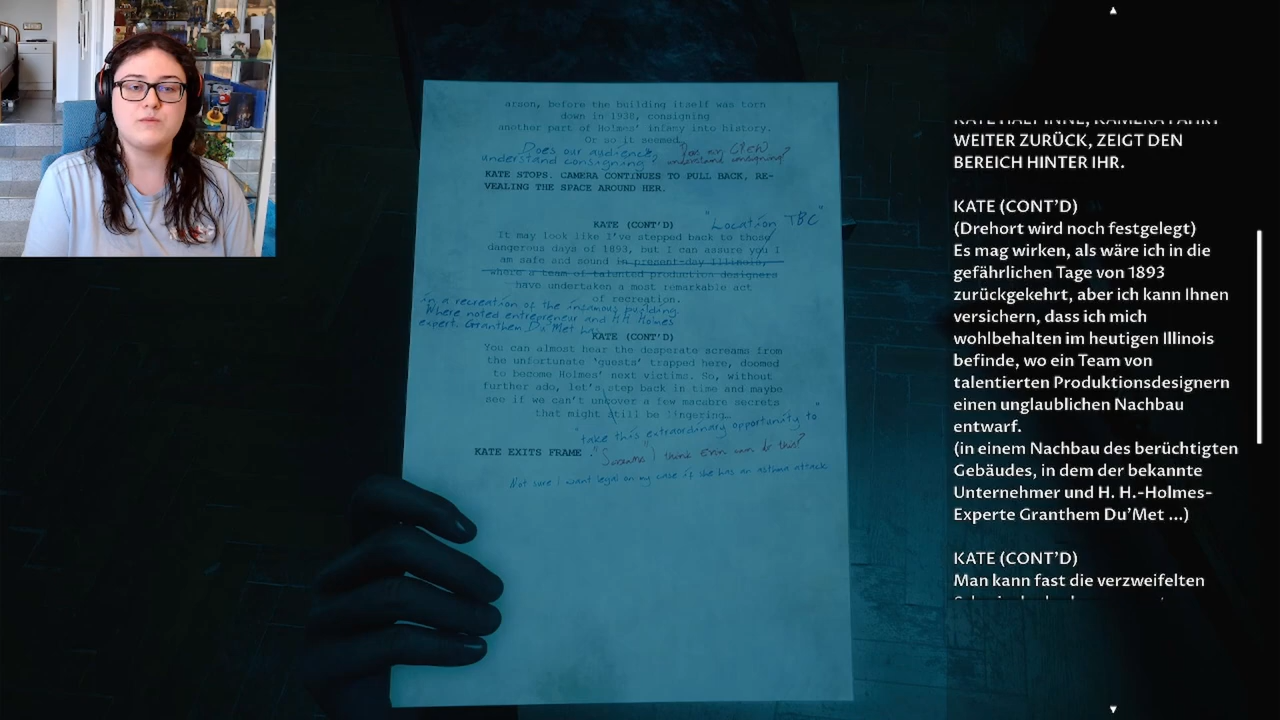 arson, before the building itself was torn
down in 1938, consigning
another part of Holmes' infamy into history.
Or so it seemed
Does our audience
understand consigning?
Does our CREW
understand consigning?
KATE STOPS. CAMERA CONTINUES TO PULL BACK, RE-
VEALING THE SPACE AROUND HER.
KATE (CONT'D)
"Location TBC"
It may look like I've stepped back to those
dangerous days of 1893, but I can assure you I
am safe and sound in present-day Illinois,
where a team of talented production designers
have undertaken a most remarkable act
of recreation.
in a recreation of the infamous building
Where noted entrepreneur and H.H Holmes
expert. Granthem Du'Met has
KATE (CONT'D)
You can almost hear the desperate screams from
the unfortunate 'guests' trapped here, doomed
to become Holmes' next victims. So, without
further ado, let's step back in time and maybe
see if we can't uncover a few macabre secrets
that might still be lingering…
"take this extraordinary opportunity to"
KATE EXITS FRAME .
I think Erin can do this?
Not sure I want legal on my case if she has an asthma attack
KATE HÄLT INNE, KAMERA FÄHRT
WEITER ZURÜCK, ZEIGT DEN
BEREICH HINTER IHR.
KATE (CONT'D)
(Drehort wird noch festgelegt)
Es mag wirken, als wäre ich in die
gefährlichen Tage von 1893
zurückgekehrt, aber ich kann Ihnen
versichern, dass ich mich
wohlbehalten im heutigen Illinois
befinde, wo ein Team von
talentierten Produktionsdesignern
einen unglaublichen Nachbau
entwarf.
(in einem Nachbau des berüchtigten
Gebäudes, in dem der bekannte
Unternehmer und H. H.-Holmes-
Experte Granthem Du'Met ...)
KATE (CONT'D)
Man kann fast die verzweifelten